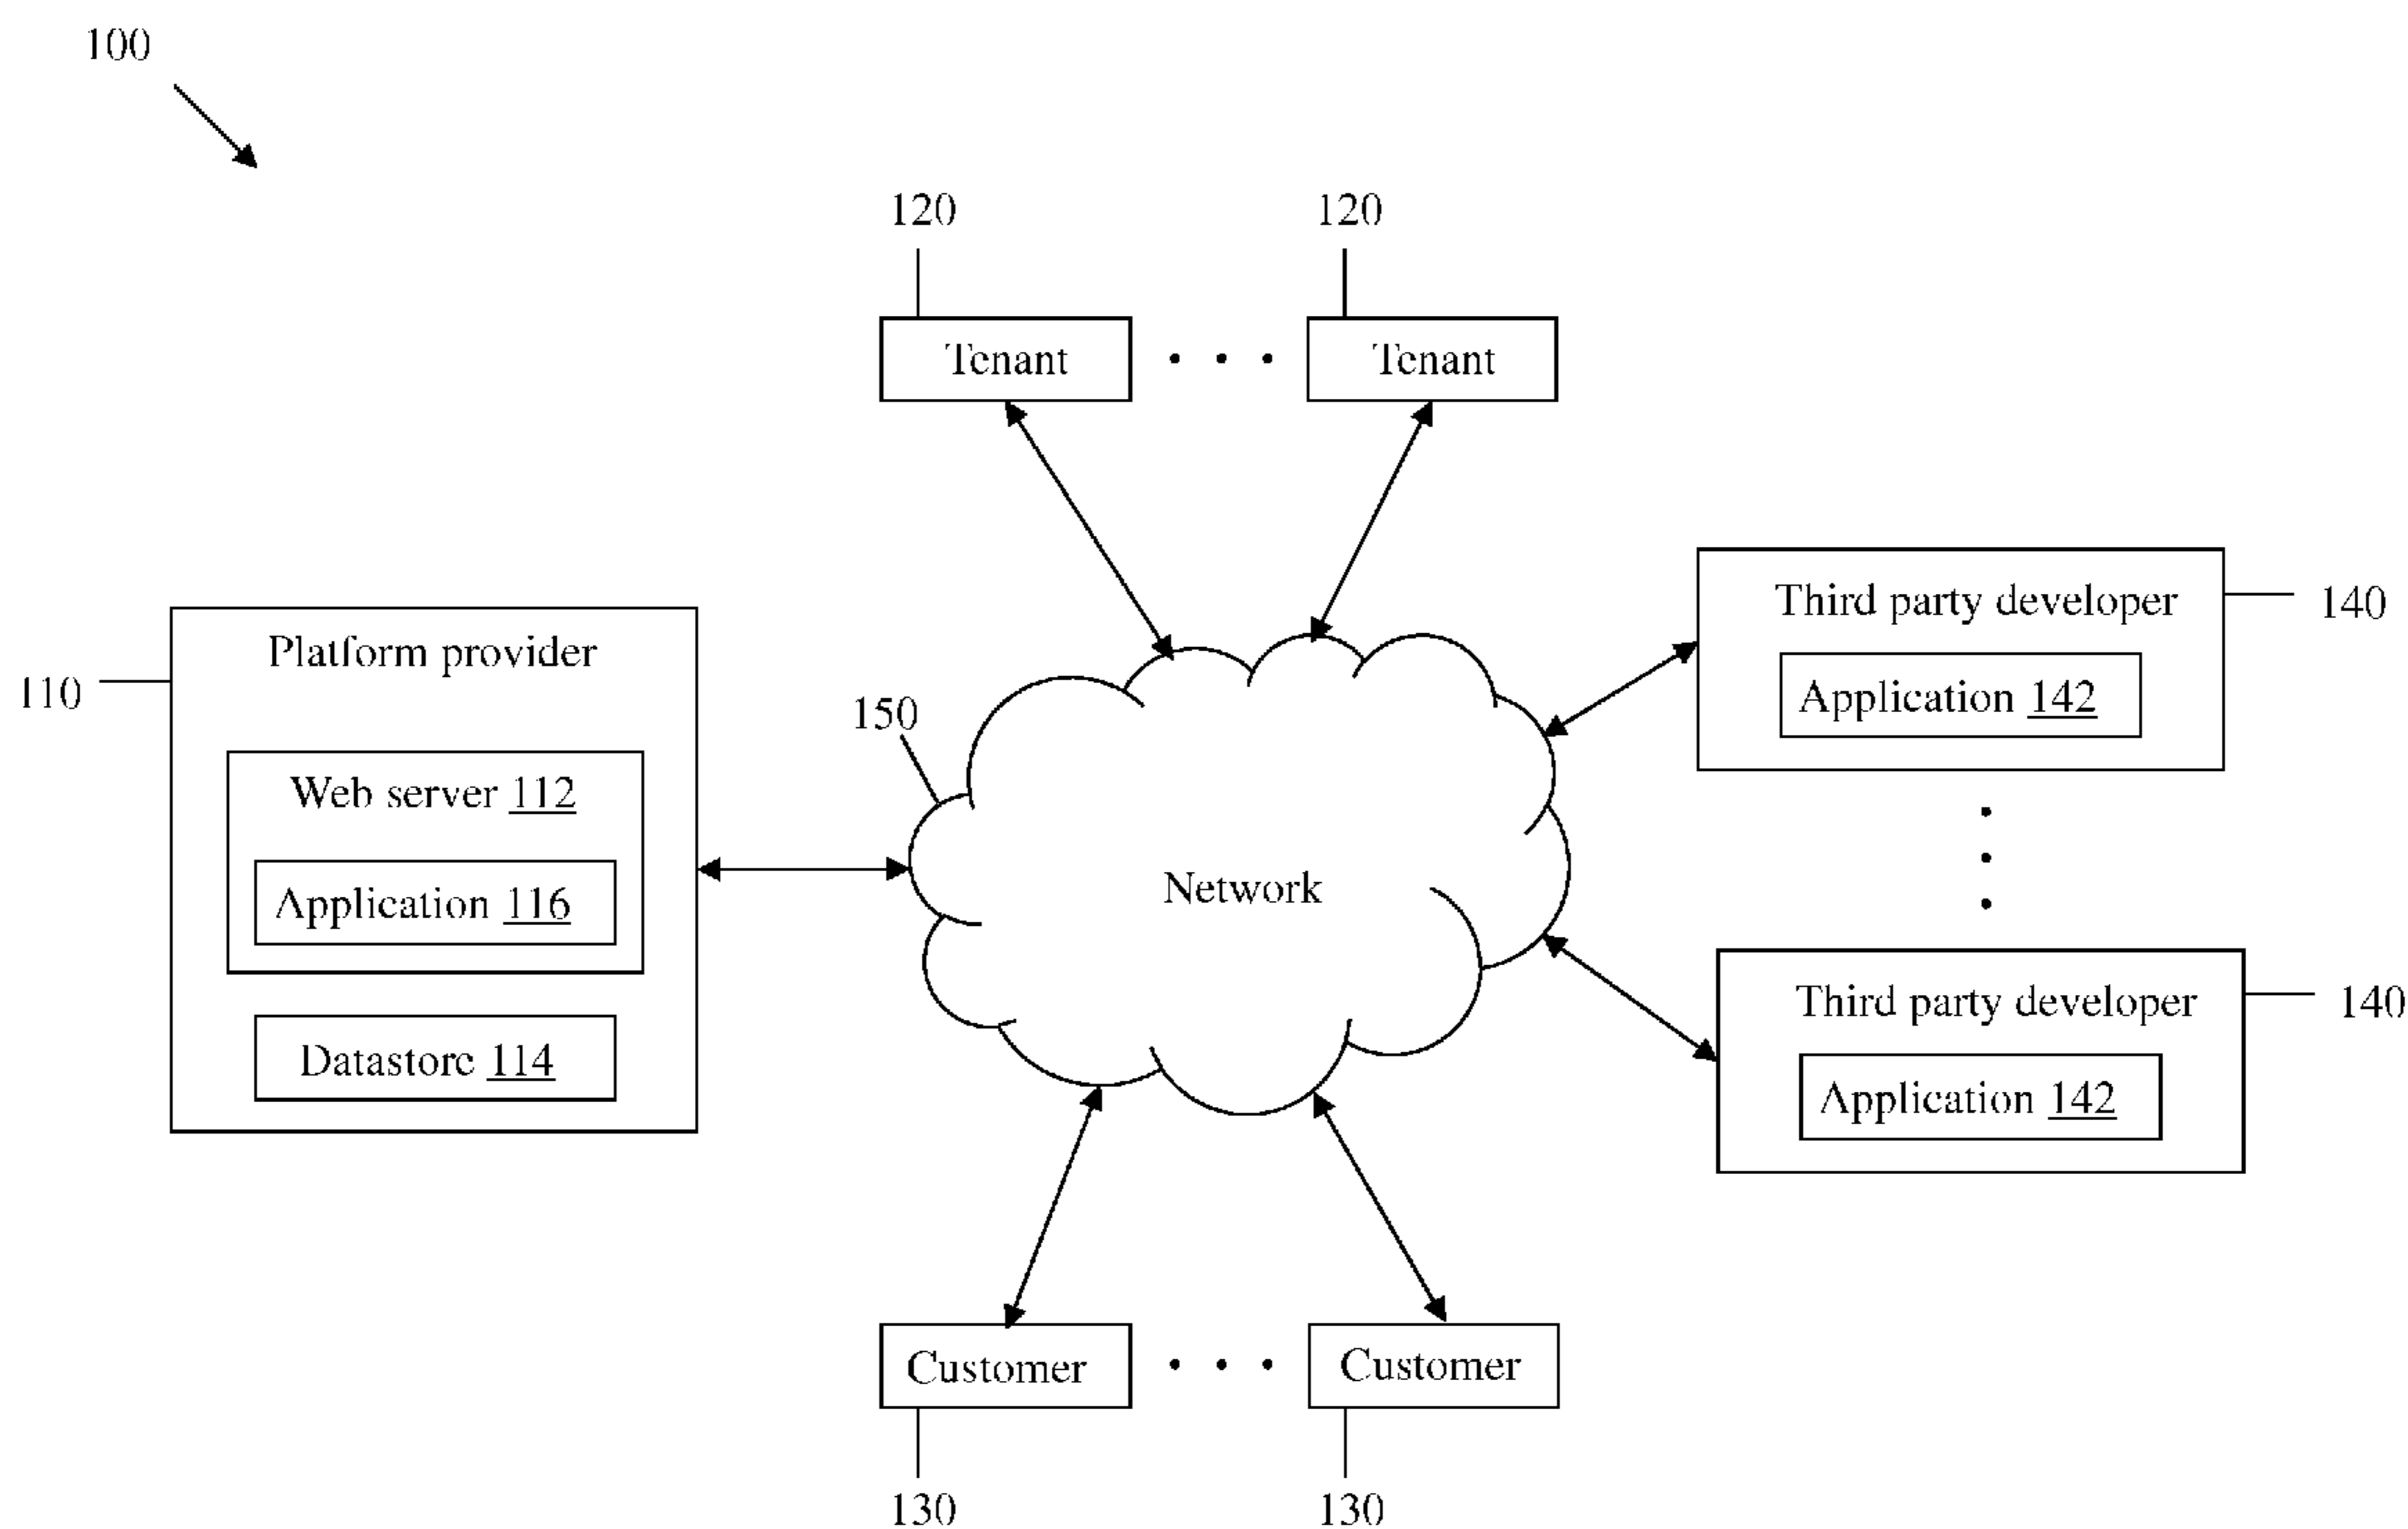 100
120
120
Tenant
Tenant
Third party developer
140
Application 142
Platform provider
110
150
Web server 112
Application 116
Network
Datastore 114
Third party developer
140
Application 142
Customer
Customer
130
130